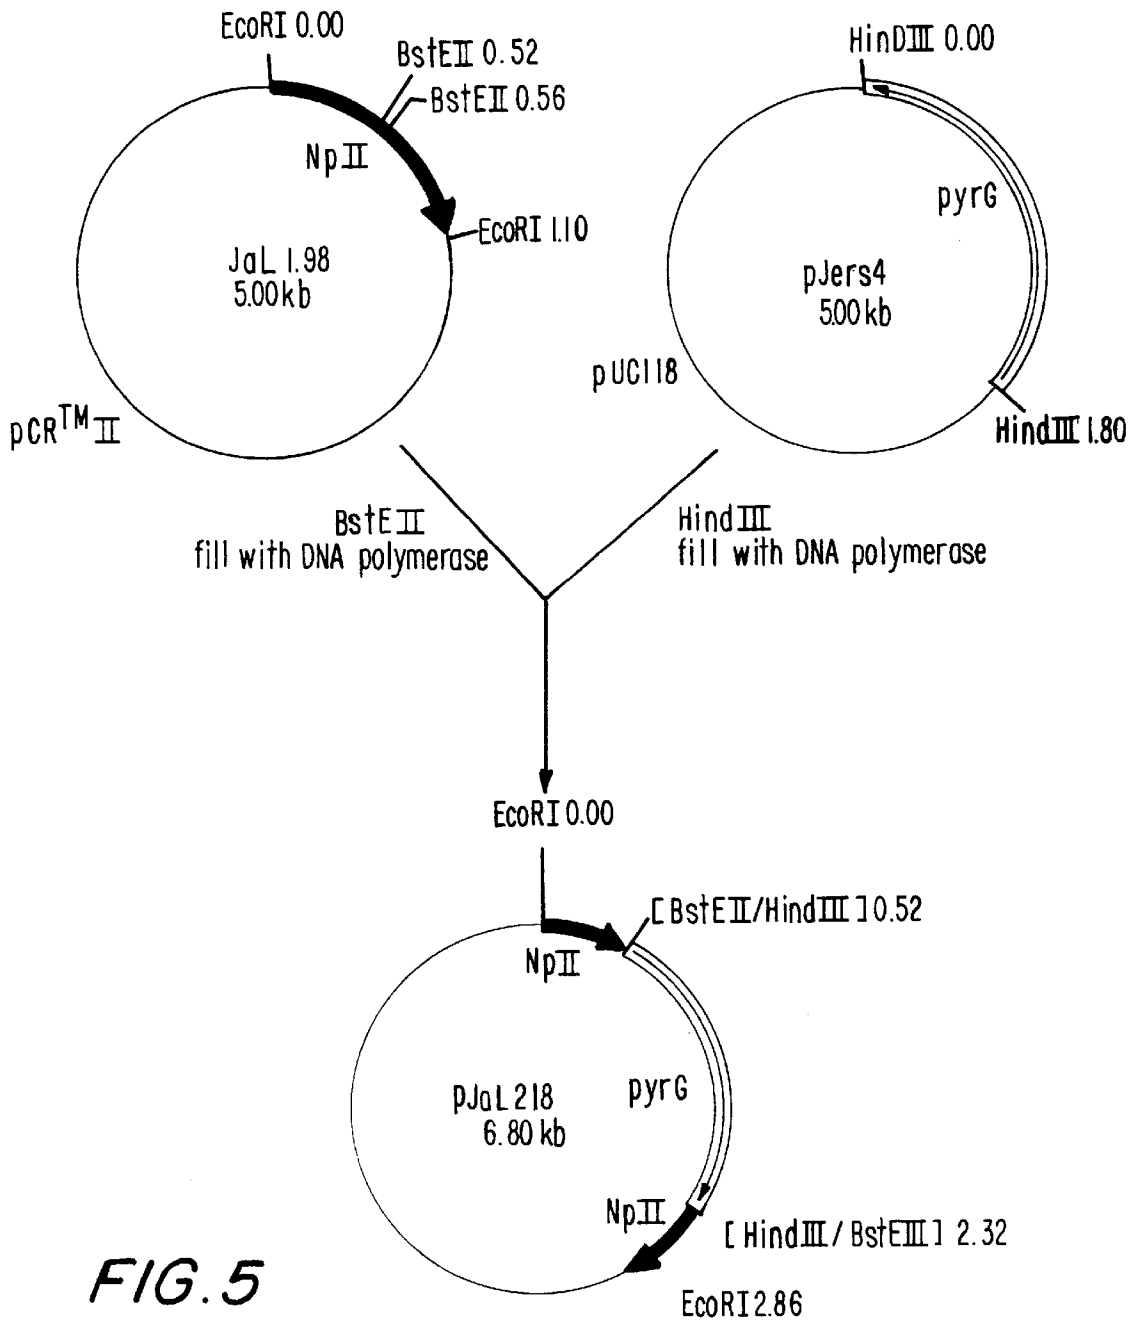 EcoRI 0.00
BstEII 0.52
BstEII 0.56
NpII
EcoRI 1.10
JaL 1.98
5.00kb
pCR™II
HinDIII 0.00
pyrG
pJers4
5.00 kb
pUC118
HindIII 1.80
BstEII
fill with DNA polymerase
HindIII
fill with DNA polymerase
EcoRI 0.00
[BstEII/HindIII] 0.52
NpII
pyrG
pJaL218
6.80 kb
NpII
[HindIII/BstEIII] 2.32
EcoRI 2.86
FIG. 5